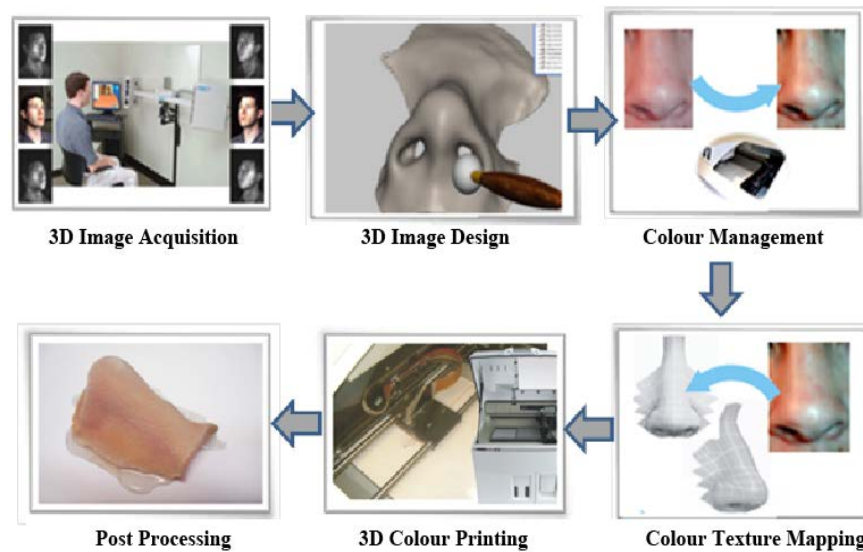 3D Image Acquisition
3D Image Design
Colour Management
Colour Texture Mapping
3D Colour Printing
Post Processing